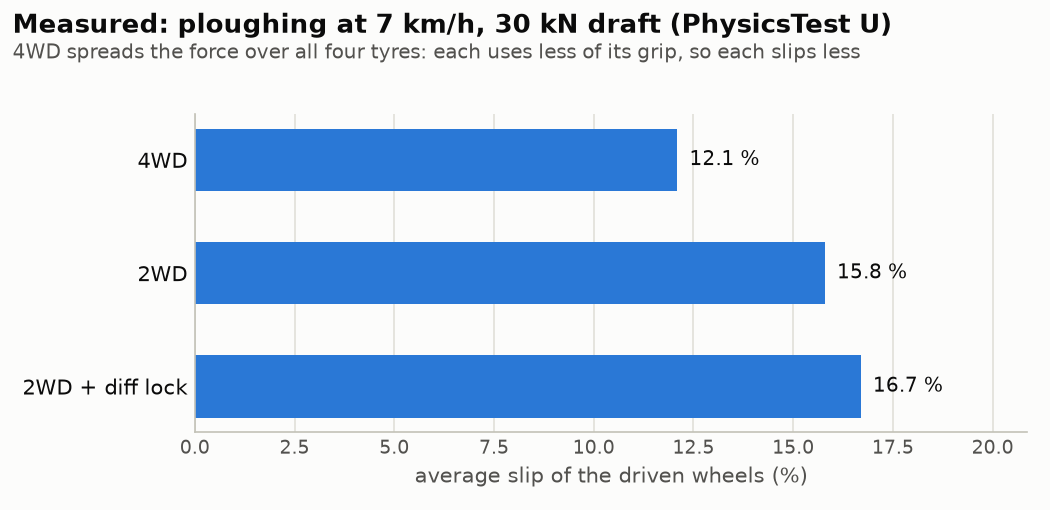 Measured: ploughing at 7 km/h, 30 kN draft (PhysicsTest U)
4WD spreads the force over all four tyres: each uses less of its grip, so each slips less
4WD
12.1 %
2WD
15.8 %
2WD + diff lock
16.7 %
0.0 2.5 5.0 7.5 10.0 12.5 15.0 17.5 20.0
average slip of the driven wheels (%)